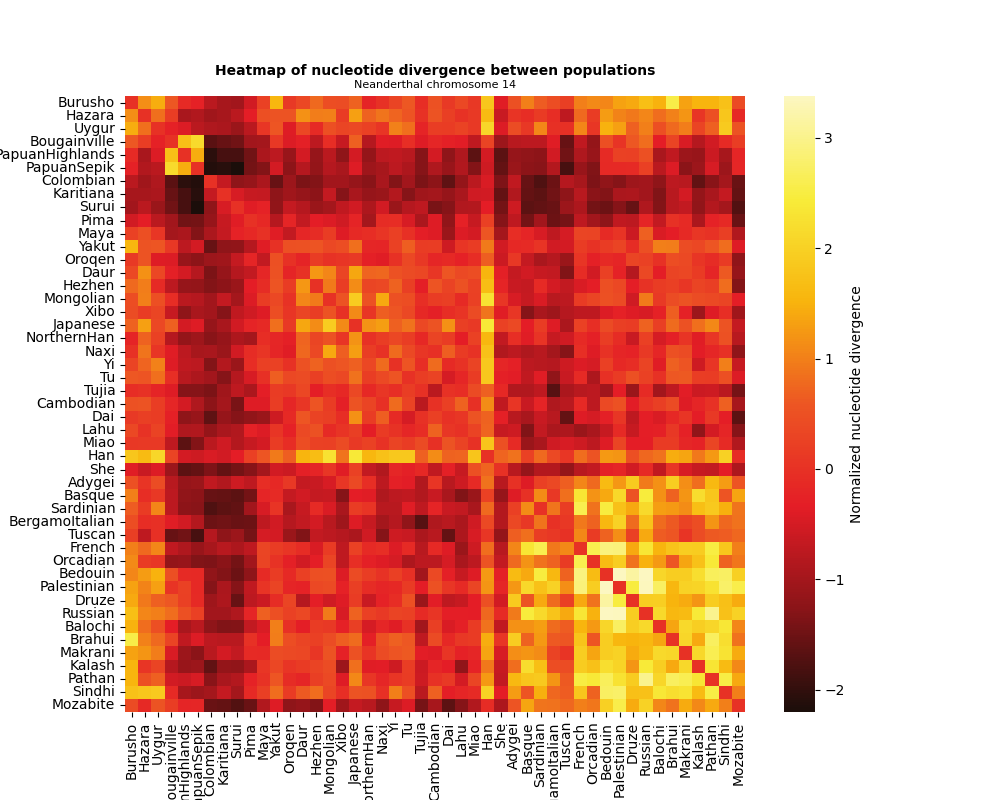 Heatmap of nucleotide divergence between populations
Neanderthal chromosome 14
Burusho
Hazara
Uygur
Bougainville
PapuanHighlands
PapuanSepik
Colombian
Karitiana
Surui
Pima
Maya
Yakut
Oroqen
Daur
Hezhen
Mongolian
Xibo
Japanese
NorthernHan
Naxi
Yi
Tu
Tujia
Cambodian
Dai
Lahu
Miao
Han
She
Adygei
Basque
Sardinian
BergamoItalian
Tuscan
French
Orcadian
Bedouin
Palestinian
Druze
Russian
Balochi
Brahui
Makrani
Kalash
Pathan
Sindhi
Mozabite
Burusho
Hazara
Uygur
ougainville
nHighlands
apuanSepik
Colombian
Karitiana
Surui
Pima
Maya
Yakut
Oroqen
Daur
Hezhen
Mongolian
Xibo
Japanese
orthernHan
Naxi
Yi
Tu
Tujia
Cambodian
Dai
Lahu
Miao
Han
She
Adygei
Basque
Sardinian
amoItalian
Tuscan
French
Orcadian
Bedouin
Palestinian
Druze
Russian
Balochi
Brahui
Makrani
Kalash
Pathan
Sindhi
Mozabite
3
2
1
0
−1
−2
Normalized nucleotide divergence